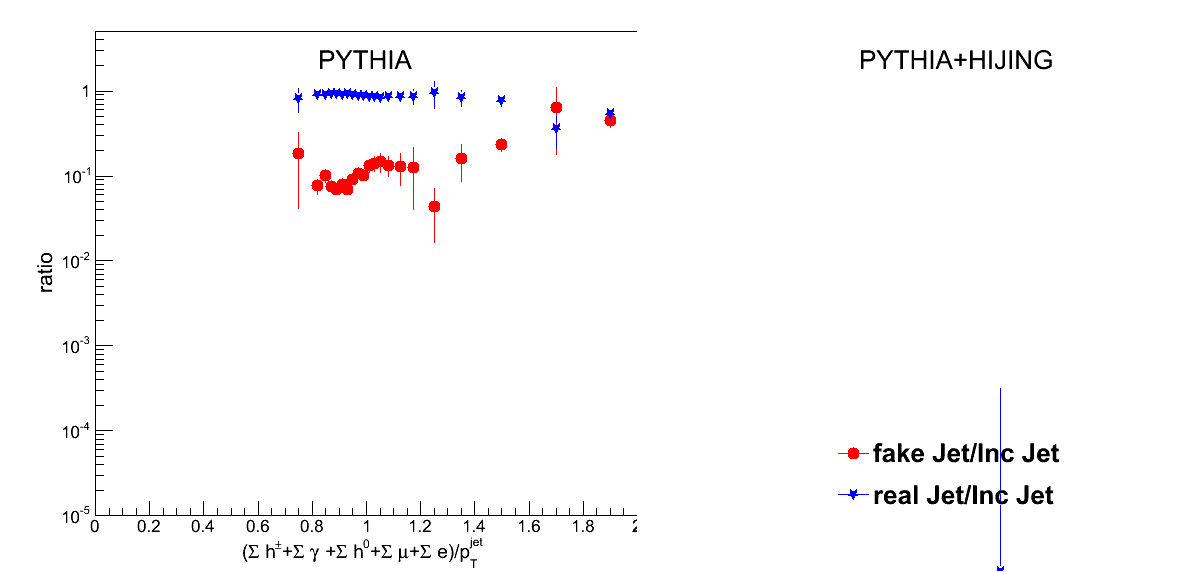 PYTHIA
PYTHIA+HIJING
ratio
1
10⁻¹
10⁻²
10⁻³
10⁻⁴
10⁻⁵
0 0.2 0.4 0.6 0.8 1 1.2 1.4 1.6 1.8 2
(Σ h±+Σ γ +Σ h⁰+Σ μ+Σ e)/p_T^jet
fake Jet/Inc Jet
real Jet/Inc Jet